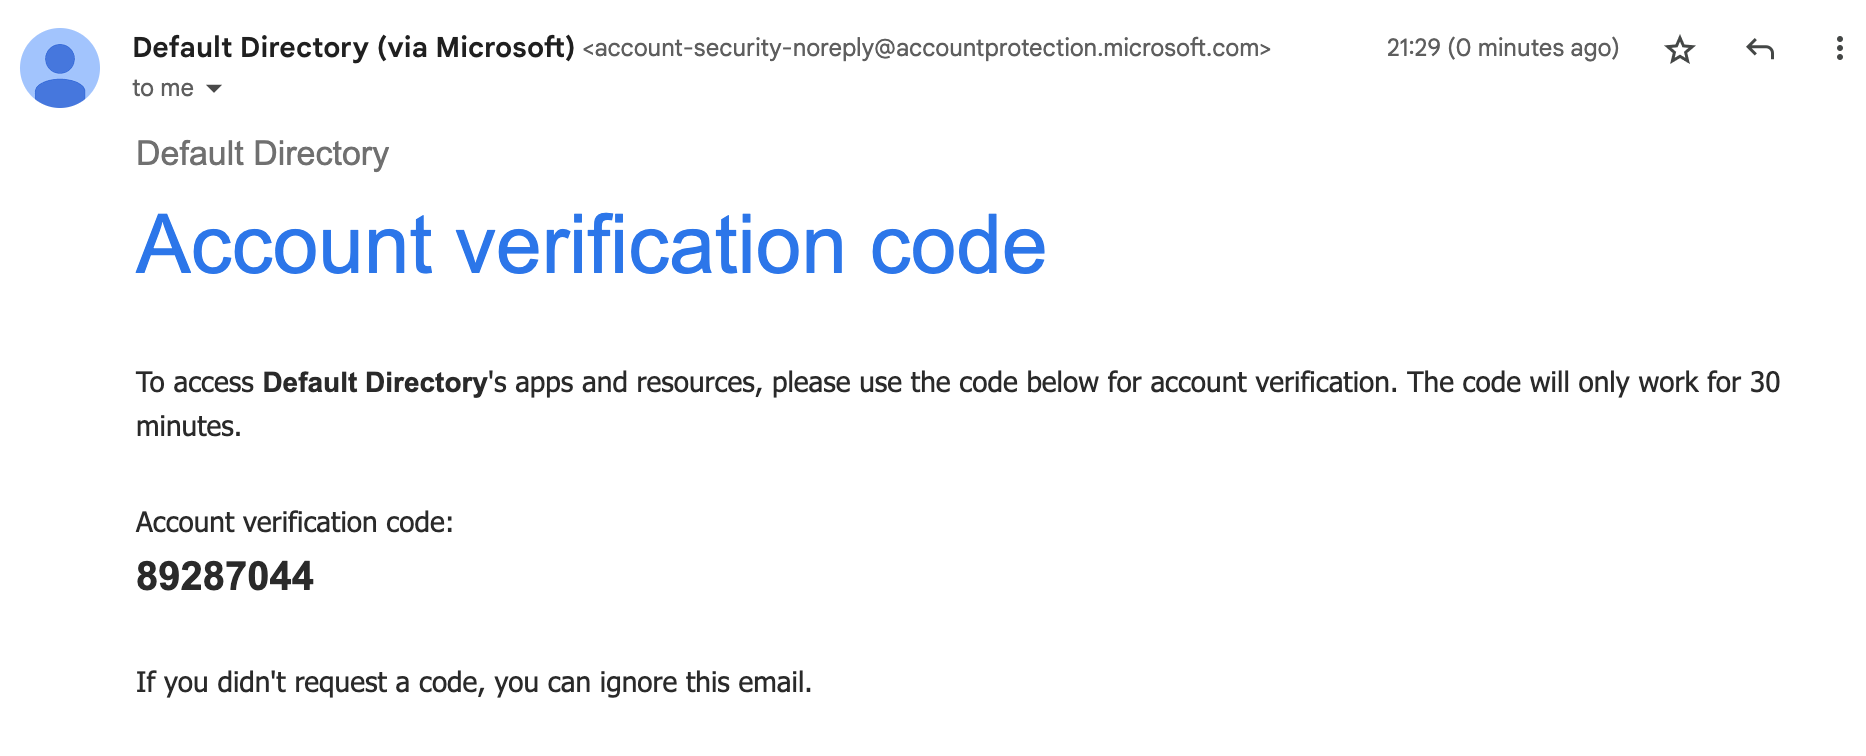 Default Directory (via Microsoft) <account-security-noreply@accountprotection.microsoft.com> 21:29 (0 minutes ago)
to me
Default Directory
Account verification code
To access Default Directory's apps and resources, please use the code below for account verification. The code will only work for 30
minutes.
Account verification code:
89287044
If you didn't request a code, you can ignore this email.